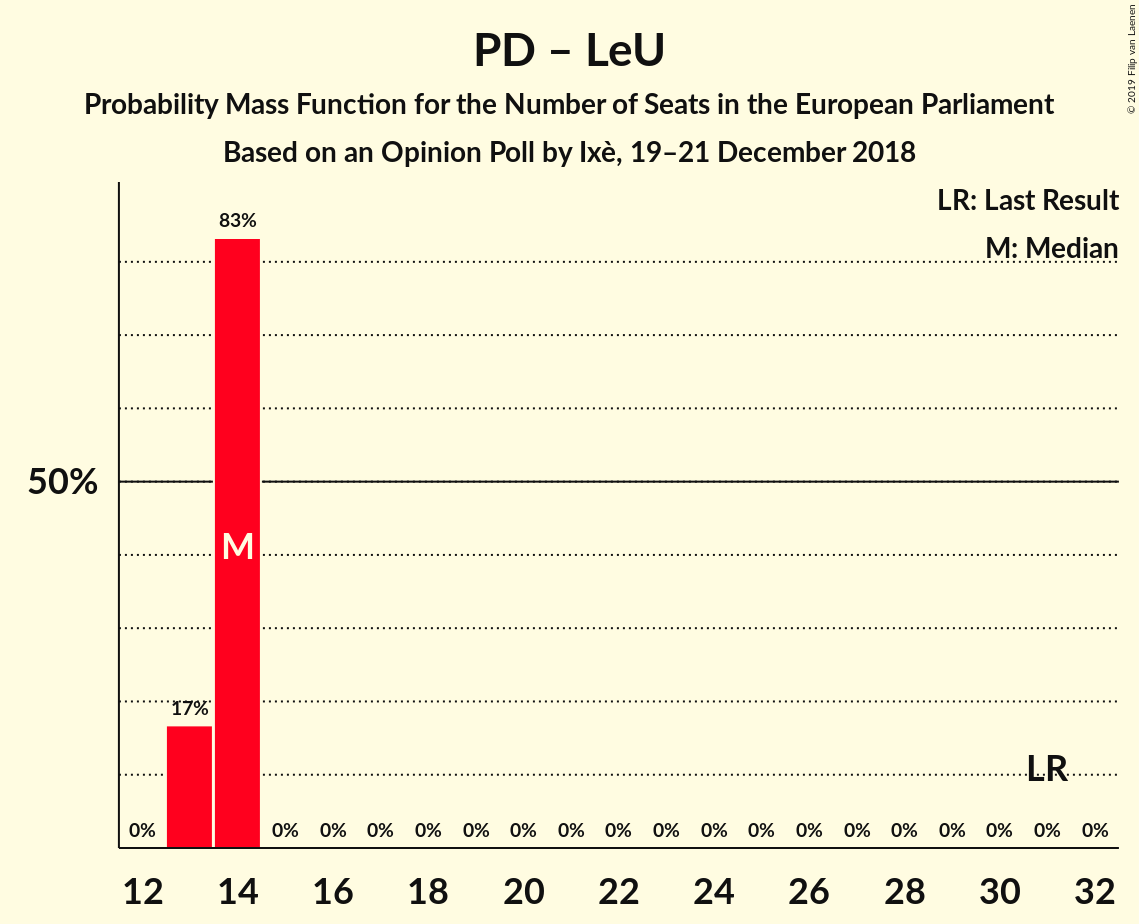 PD – LeU
Probability Mass Function for the Number of Seats in the European Parliament
Based on an Opinion Poll by Ixè, 19–21 December 2018
© 2019 Filip van Laenen
LR: Last Result
M: Median
83%
50%
M
17%
LR
0% 0% 0% 0% 0% 0% 0% 0% 0% 0% 0% 0% 0% 0% 0% 0% 0% 0% 0%
12 14 16 18 20 22 24 26 28 30 32